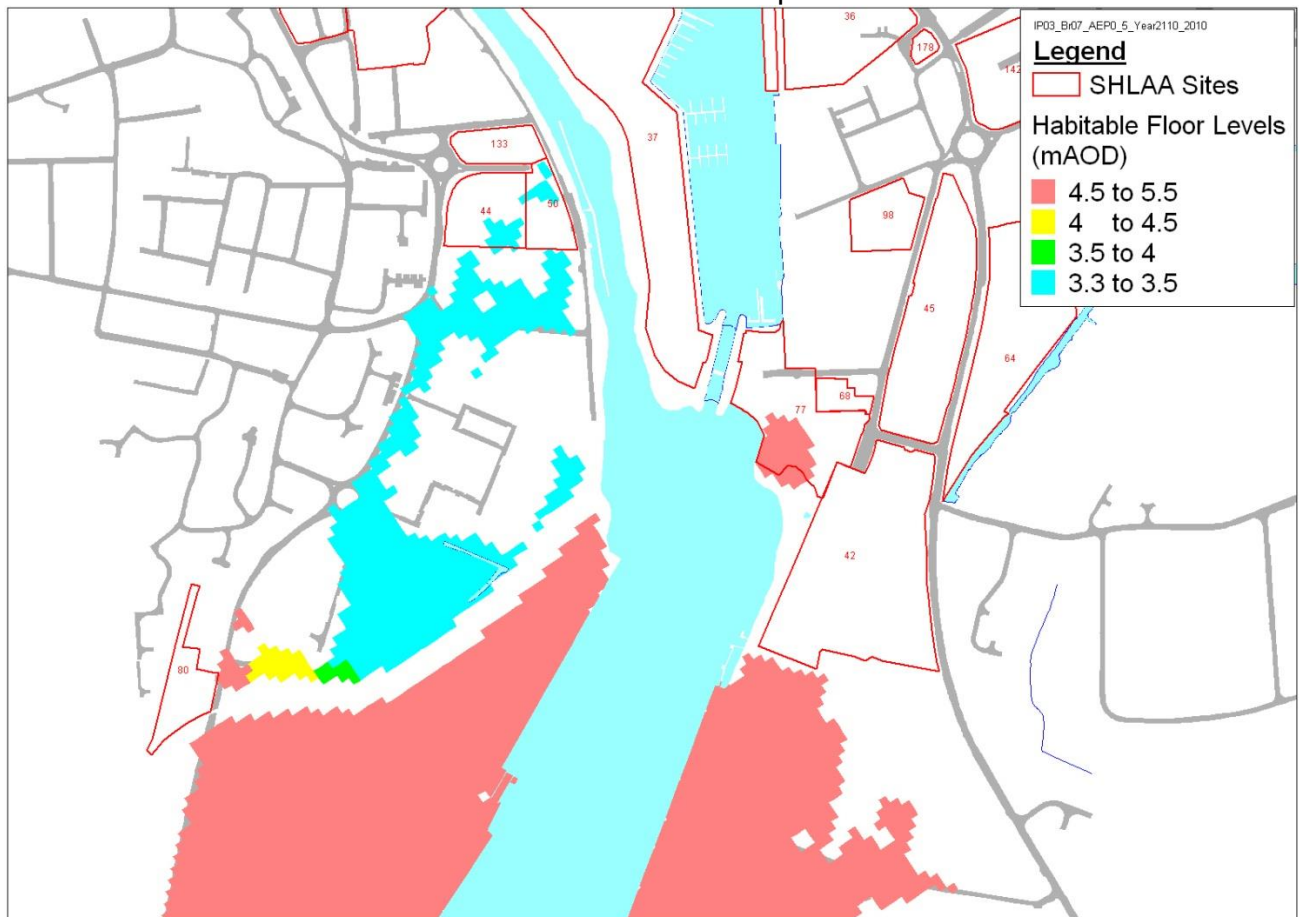 IP03_Br07_AEP0_5_Year2110_2010
Legend
SHLAA Sites
Habitable Floor Levels
(mAOD)
4.5 to 5.5
4 to 4.5
3.5 to 4
3.3 to 3.5
36
178
142
37
133
44
50
98
45
64
77
68
42
80